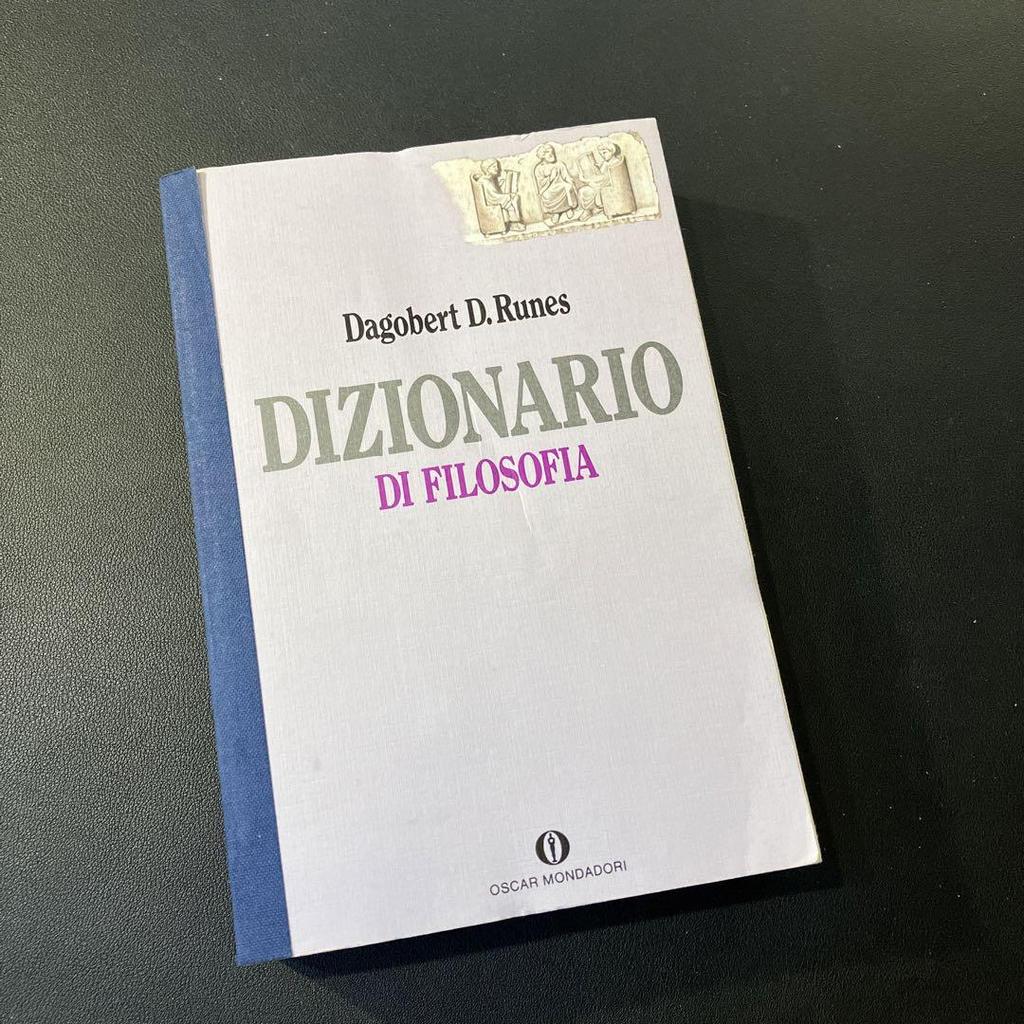 Dagobert D. Runes
DIZIONARIO
DI FILOSOFIA
OSCAR MONDADORI